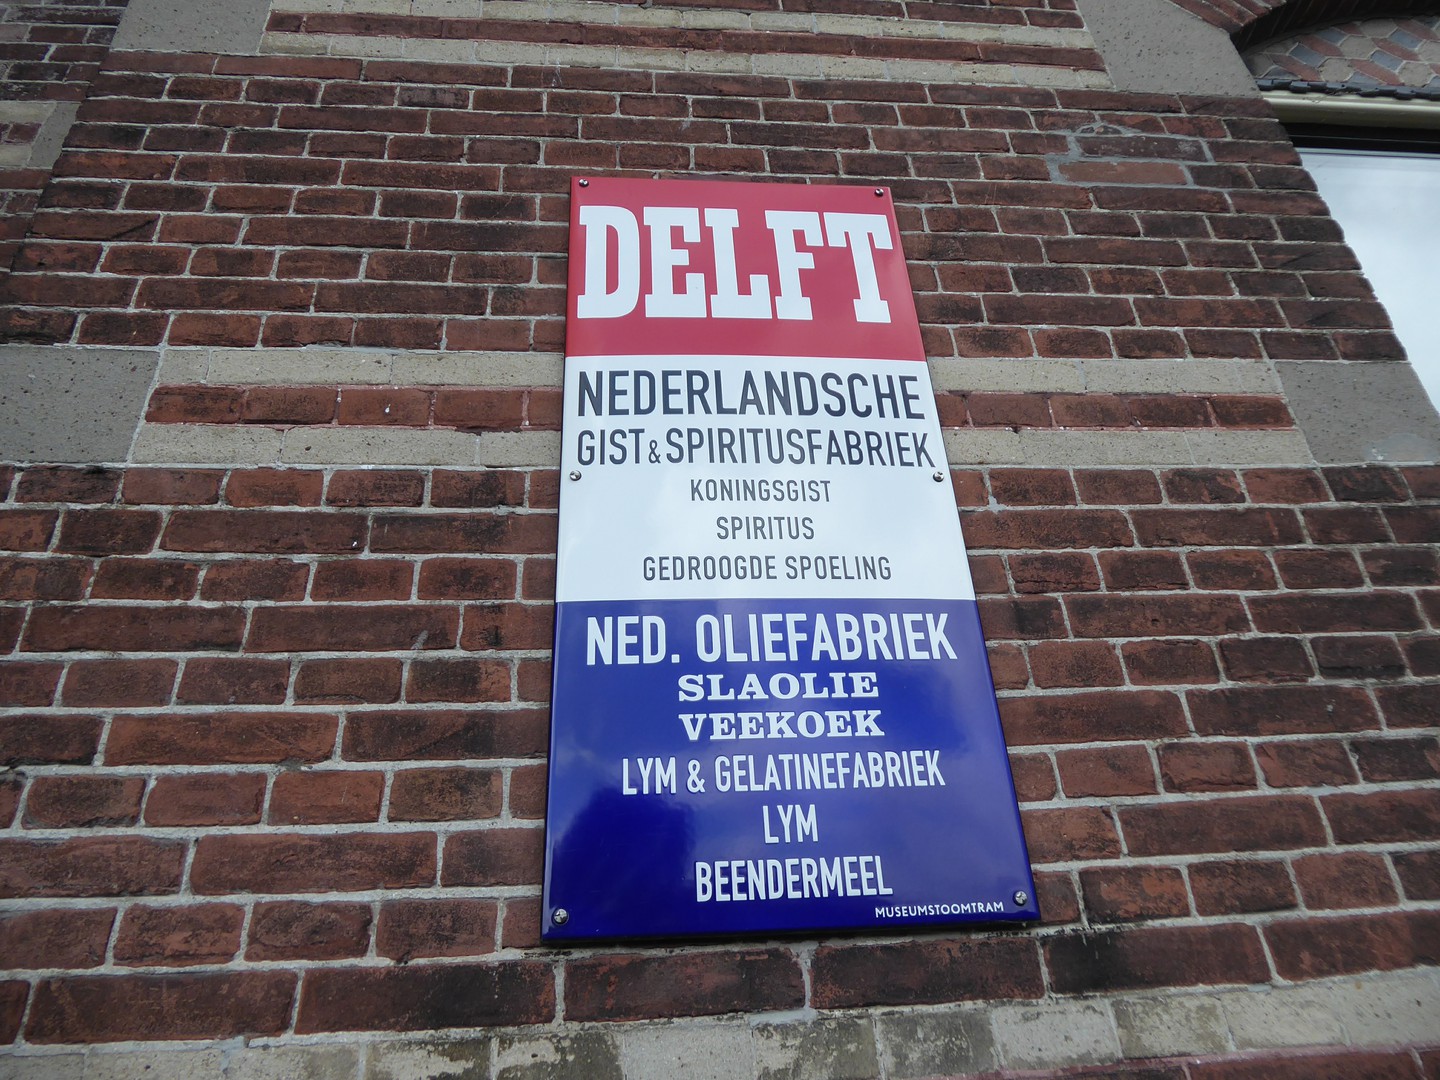 DELFT
NEDERLANDSCHE
GIST & SPIRITUSFABRIEK
KONINGSGIST
SPIRITUS
GEDROOGDE SPOELING
NED. OLIEFABRIEK
SLAOLIE
VEEKOEK
LYM & GELATINEFABRIEK
LYM
BEENDERMEEL
MUSEUMSTOOMTRAM